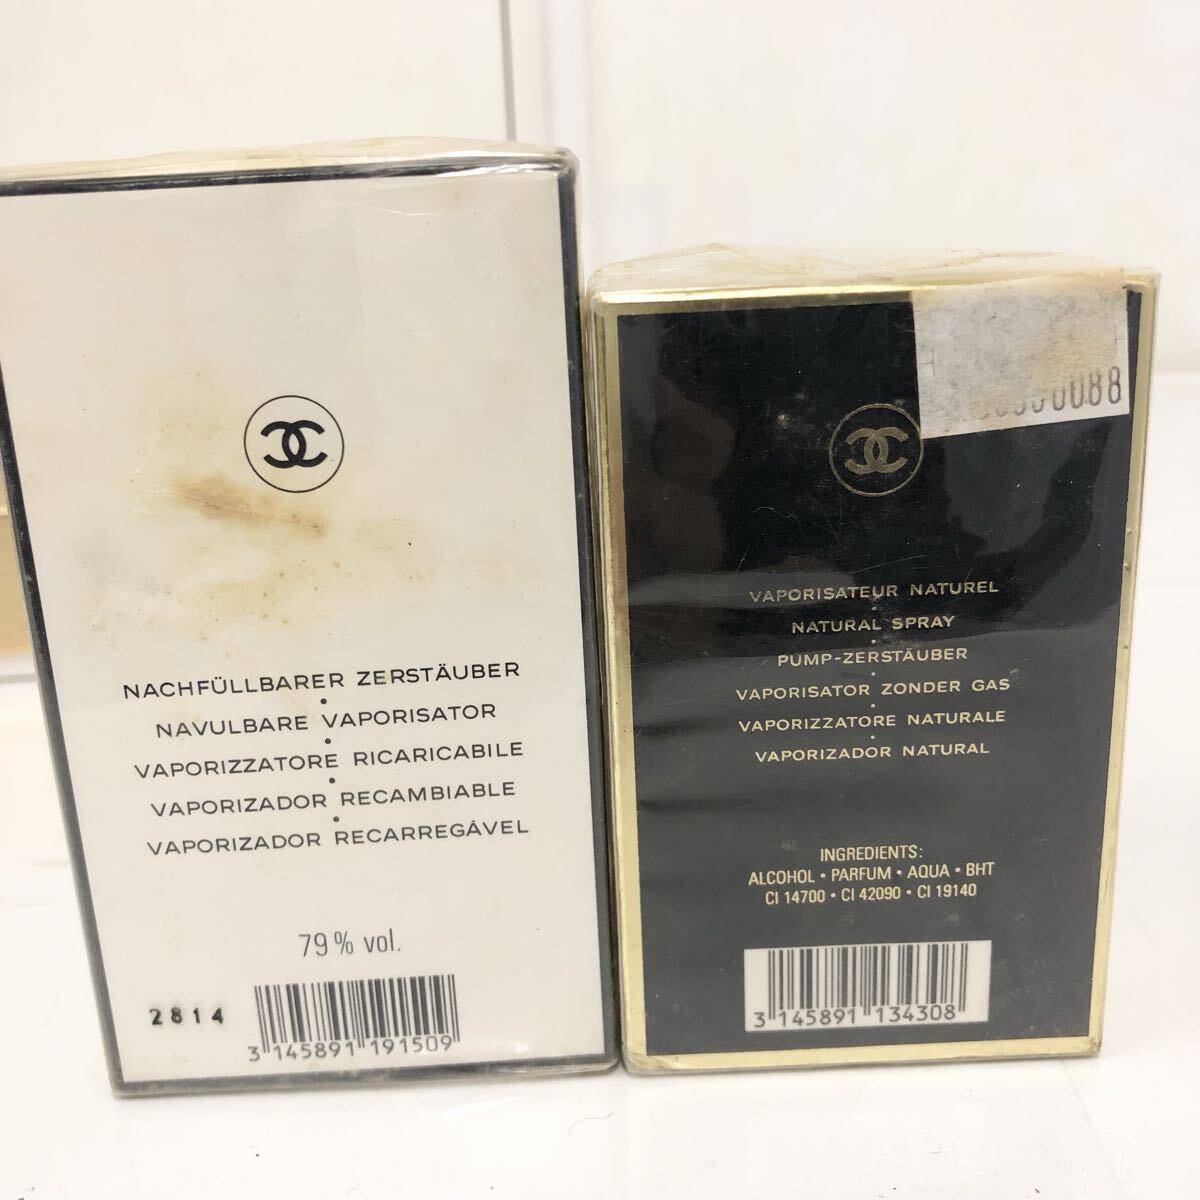 NACHFÜLLBARER ZERSTÄUBER
•
NAVULBARE VAPORISATOR
•
VAPORIZZATORE RICARICABILE
•
VAPORIZADOR RECAMBIABLE
•
VAPORIZADOR RECARREGÁVEL
79% vol.
2814
3 145891 191509
0088
VAPORISATEUR NATUREL
•
NATURAL SPRAY
•
PUMP-ZERSTÄUBER
•
VAPORISATOR ZONDER GAS
•
VAPORIZZATORE NATURALE
•
VAPORIZADOR NATURAL
INGREDIENTS:
ALCOHOL • PARFUM • AQUA • BHT
CI 14700 • CI 42090 • CI 19140
3 145891 134308